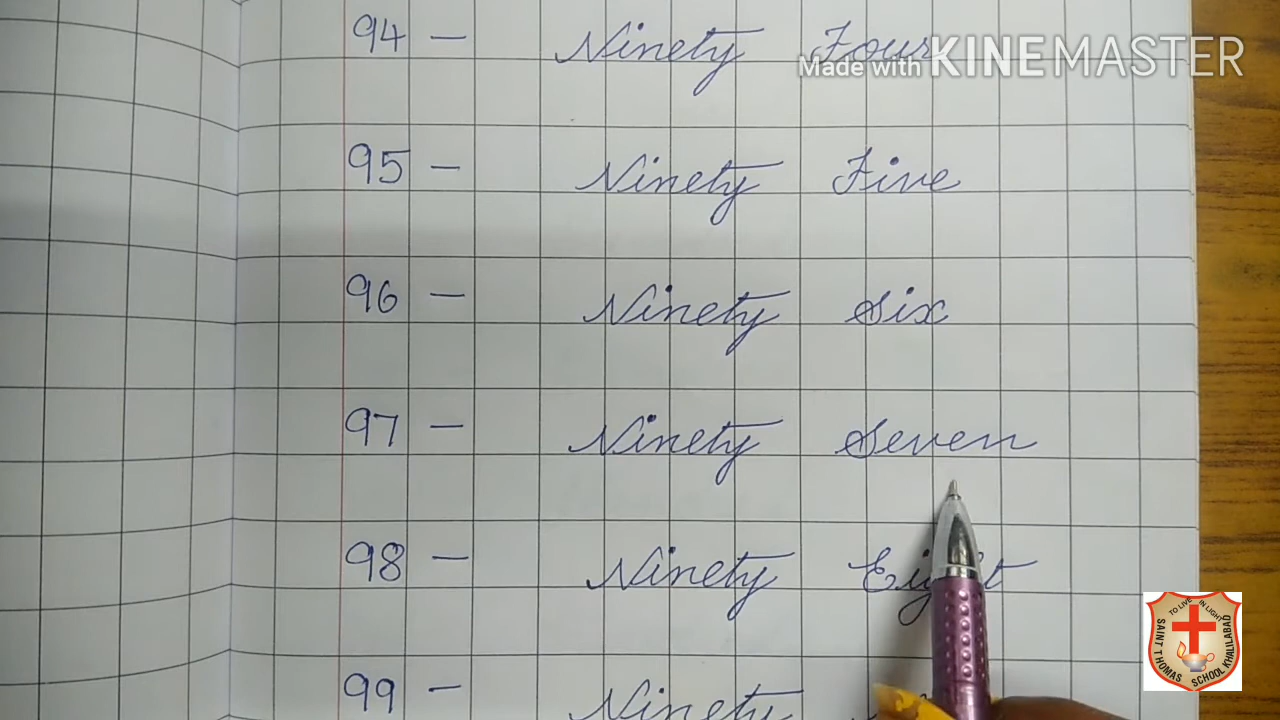 94 — Ninety Four
Made with KINEMASTER
95 — Ninety Five
96 — Ninety Six
97 — Ninety Seven
98 — Ninety
99 — Ninety
TO LIVE IN LIGHT
SAINT THOMAS SCHOOL KHALILABAD